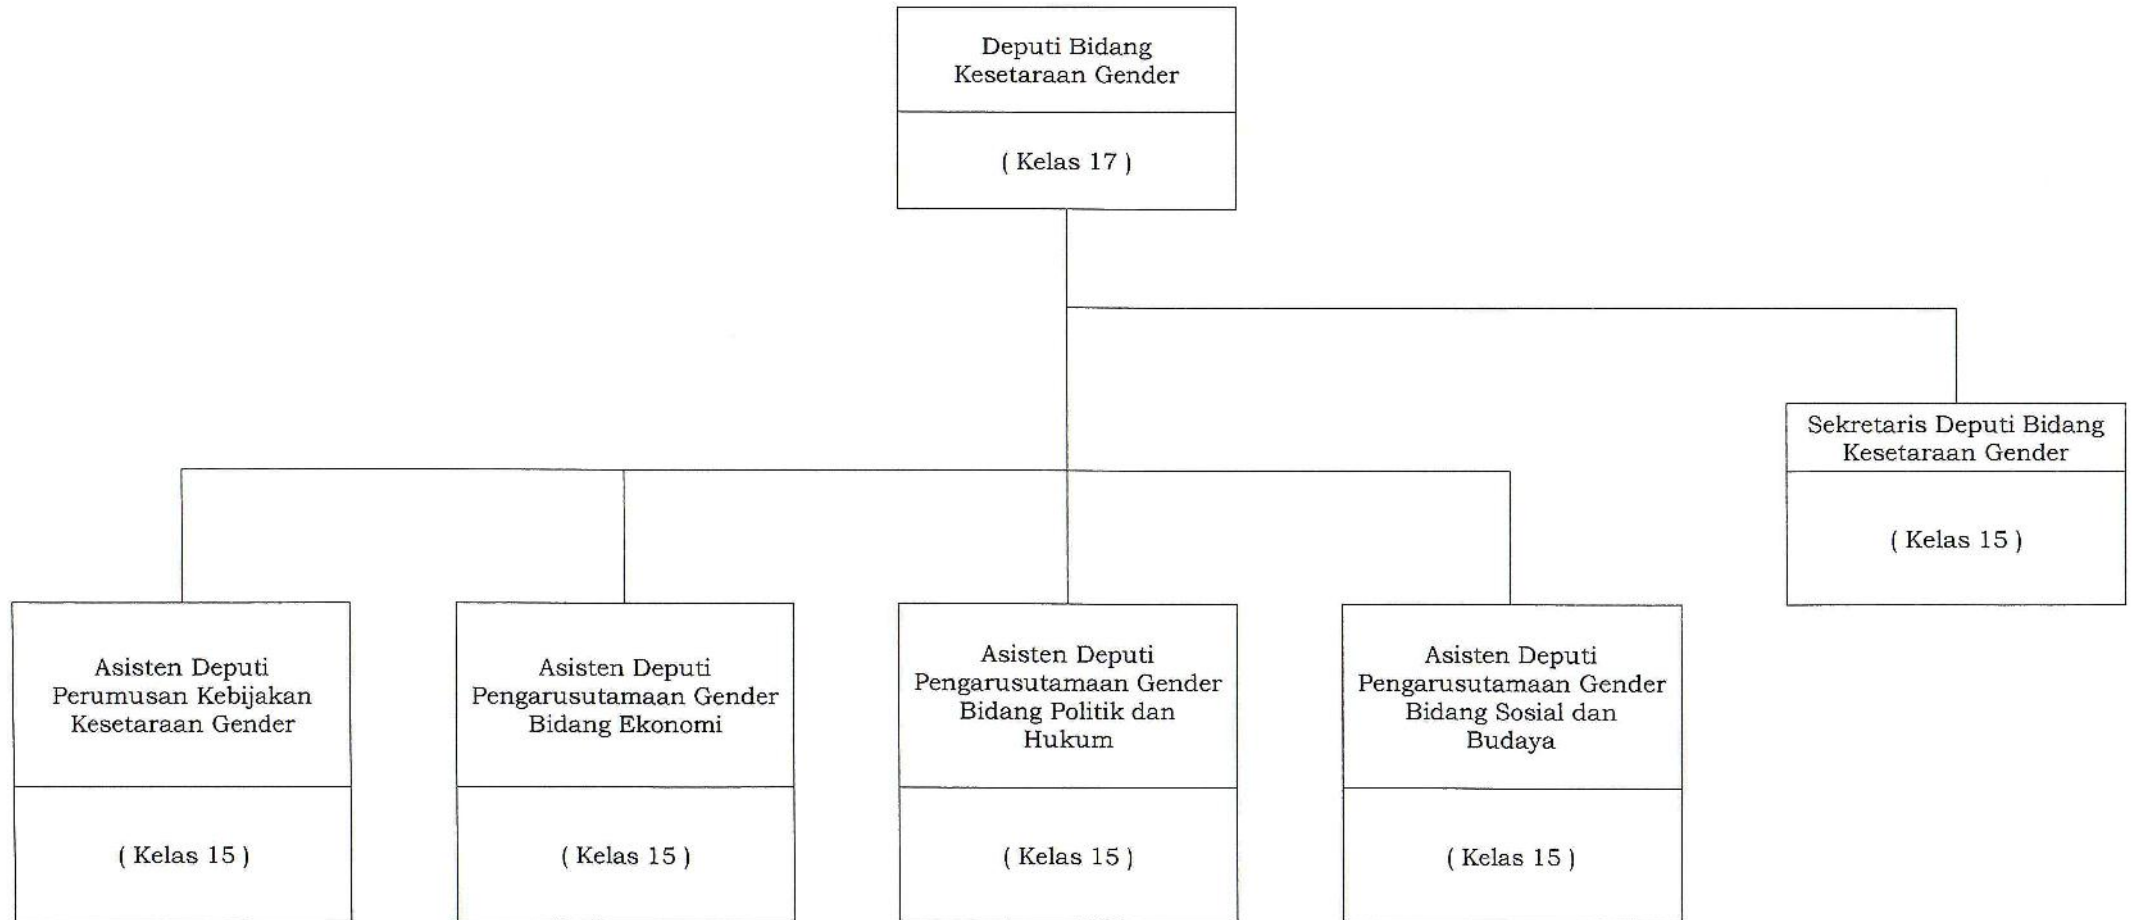 Deputi Bidang
Kesetaraan Gender
( Kelas 17 )
Sekretaris Deputi Bidang
Kesetaraan Gender
( Kelas 15 )
Asisten Deputi
Perumusan Kebijakan
Kesetaraan Gender
( Kelas 15 )
Asisten Deputi
Pengarusutamaan Gender
Bidang Ekonomi
( Kelas 15 )
Asisten Deputi
Pengarusutamaan Gender
Bidang Politik dan
Hukum
( Kelas 15 )
Asisten Deputi
Pengarusutamaan Gender
Bidang Sosial dan
Budaya
( Kelas 15 )